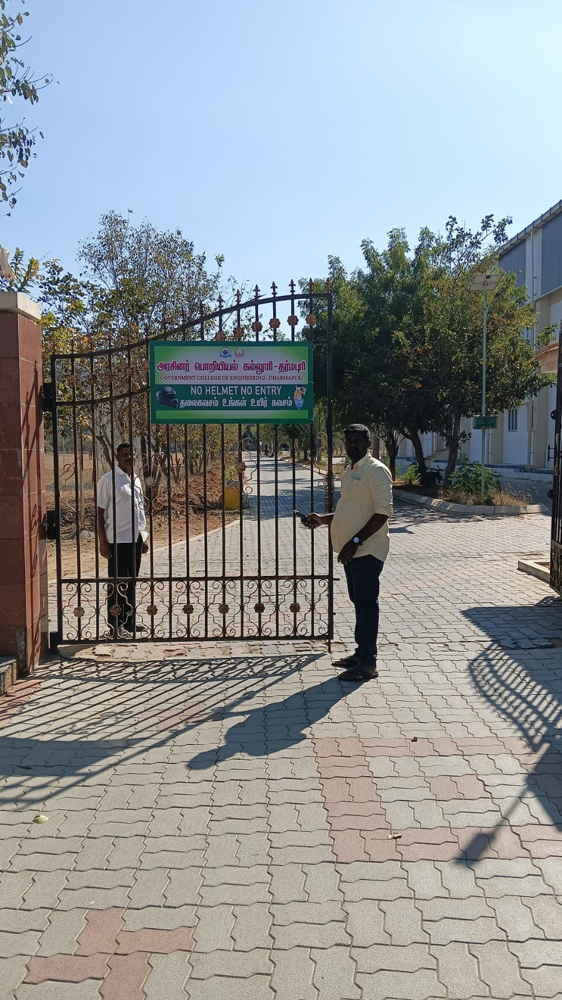 அரசினர் பொறியியல் கல்லூரி - தர்மபுரி
GOVERNMENT COLLEGE OF ENGINEERING - DHARMAPURI
NO HELMET NO ENTRY
தலைகவசம் உங்கள் உயிர் கவசம்